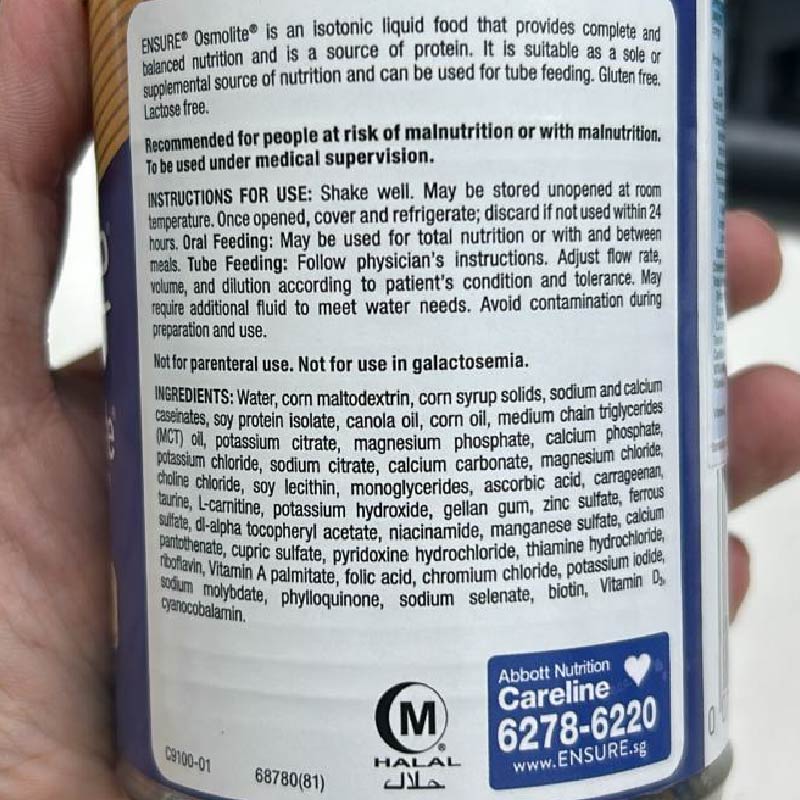 ENSURE® Osmolite® is an isotonic liquid food that provides complete and
balanced nutrition and is a source of protein. It is suitable as a sole or
supplemental source of nutrition and can be used for tube feeding. Gluten free.
Lactose free.
Recommended for people at risk of malnutrition or with malnutrition.
To be used under medical supervision.
INSTRUCTIONS FOR USE: Shake well. May be stored unopened at room
temperature. Once opened, cover and refrigerate; discard if not used within 24
hours. Oral Feeding: May be used for total nutrition or with and between
meals. Tube Feeding: Follow physician's instructions. Adjust flow rate,
volume, and dilution according to patient's condition and tolerance. May
require additional fluid to meet water needs. Avoid contamination during
preparation and use.
Not for parenteral use. Not for use in galactosemia.
INGREDIENTS: Water, corn maltodextrin, corn syrup solids, sodium and calcium
caseinates, soy protein isolate, canola oil, corn oil, medium chain triglycerides
(MCT) oil, potassium citrate, magnesium phosphate, calcium phosphate,
potassium chloride, sodium citrate, calcium carbonate, magnesium chloride,
choline chloride, soy lecithin, monoglycerides, ascorbic acid, carrageenan,
taurine, L-carnitine, potassium hydroxide, gellan gum, zinc sulfate, ferrous
sulfate, dl-alpha tocopheryl acetate, niacinamide, manganese sulfate, calcium
pantothenate, cupric sulfate, pyridoxine hydrochloride, thiamine hydrochloride,
riboflavin, Vitamin A palmitate, folic acid, chromium chloride, potassium iodide,
sodium molybdate, phylloquinone, sodium selenate, biotin, Vitamin D₃,
cyanocobalamin.
M
®
HALAL
حلال
Abbott Nutrition
Careline
6278-6220
www.ENSURE.sg
C9100-01
68780(81)